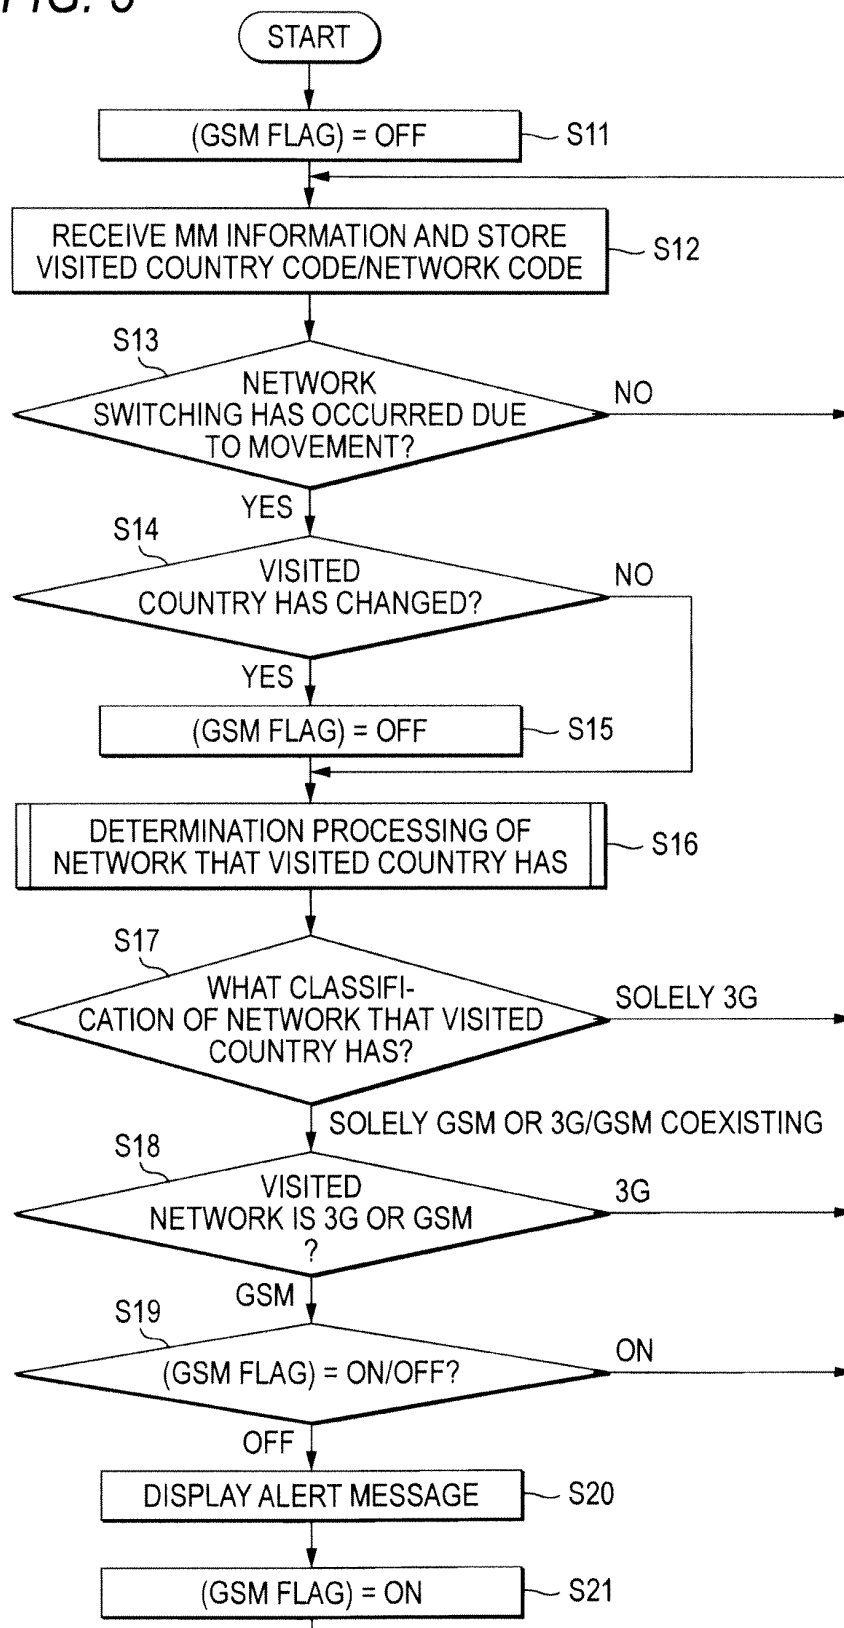 START
(GSM FLAG) = OFF
S11
RECEIVE MM INFORMATION AND STORE
VISITED COUNTRY CODE/NETWORK CODE
S12
S13
NETWORK
SWITCHING HAS OCCURRED DUE
TO MOVEMENT?
NO
YES
S14
VISITED
COUNTRY HAS CHANGED?
NO
YES
(GSM FLAG) = OFF
S15
DETERMINATION PROCESSING OF
NETWORK THAT VISITED COUNTRY HAS
S16
S17
WHAT CLASSIFI-
CATION OF NETWORK THAT VISITED
COUNTRY HAS?
SOLELY 3G
SOLELY GSM OR 3G/GSM COEXISTING
S18
VISITED
NETWORK IS 3G OR GSM
?
3G
GSM
S19
(GSM FLAG) = ON/OFF?
ON
OFF
DISPLAY ALERT MESSAGE
S20
(GSM FLAG) = ON
S21